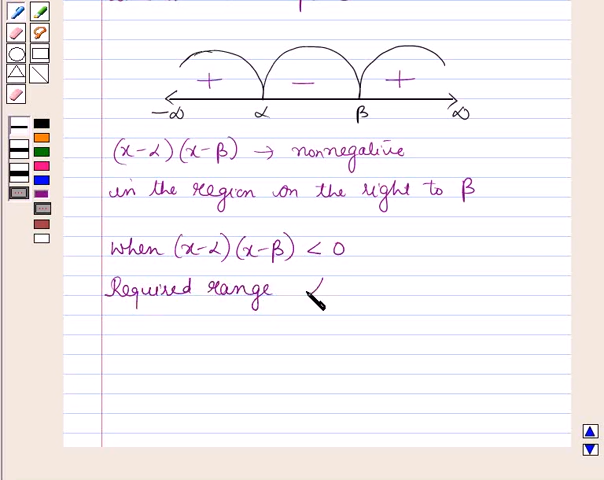 + − +
−∞ α β ∞
(x-α)(x-β) → nonnegative
in the region on the right to β
when (x-α)(x-β) < 0
Required range